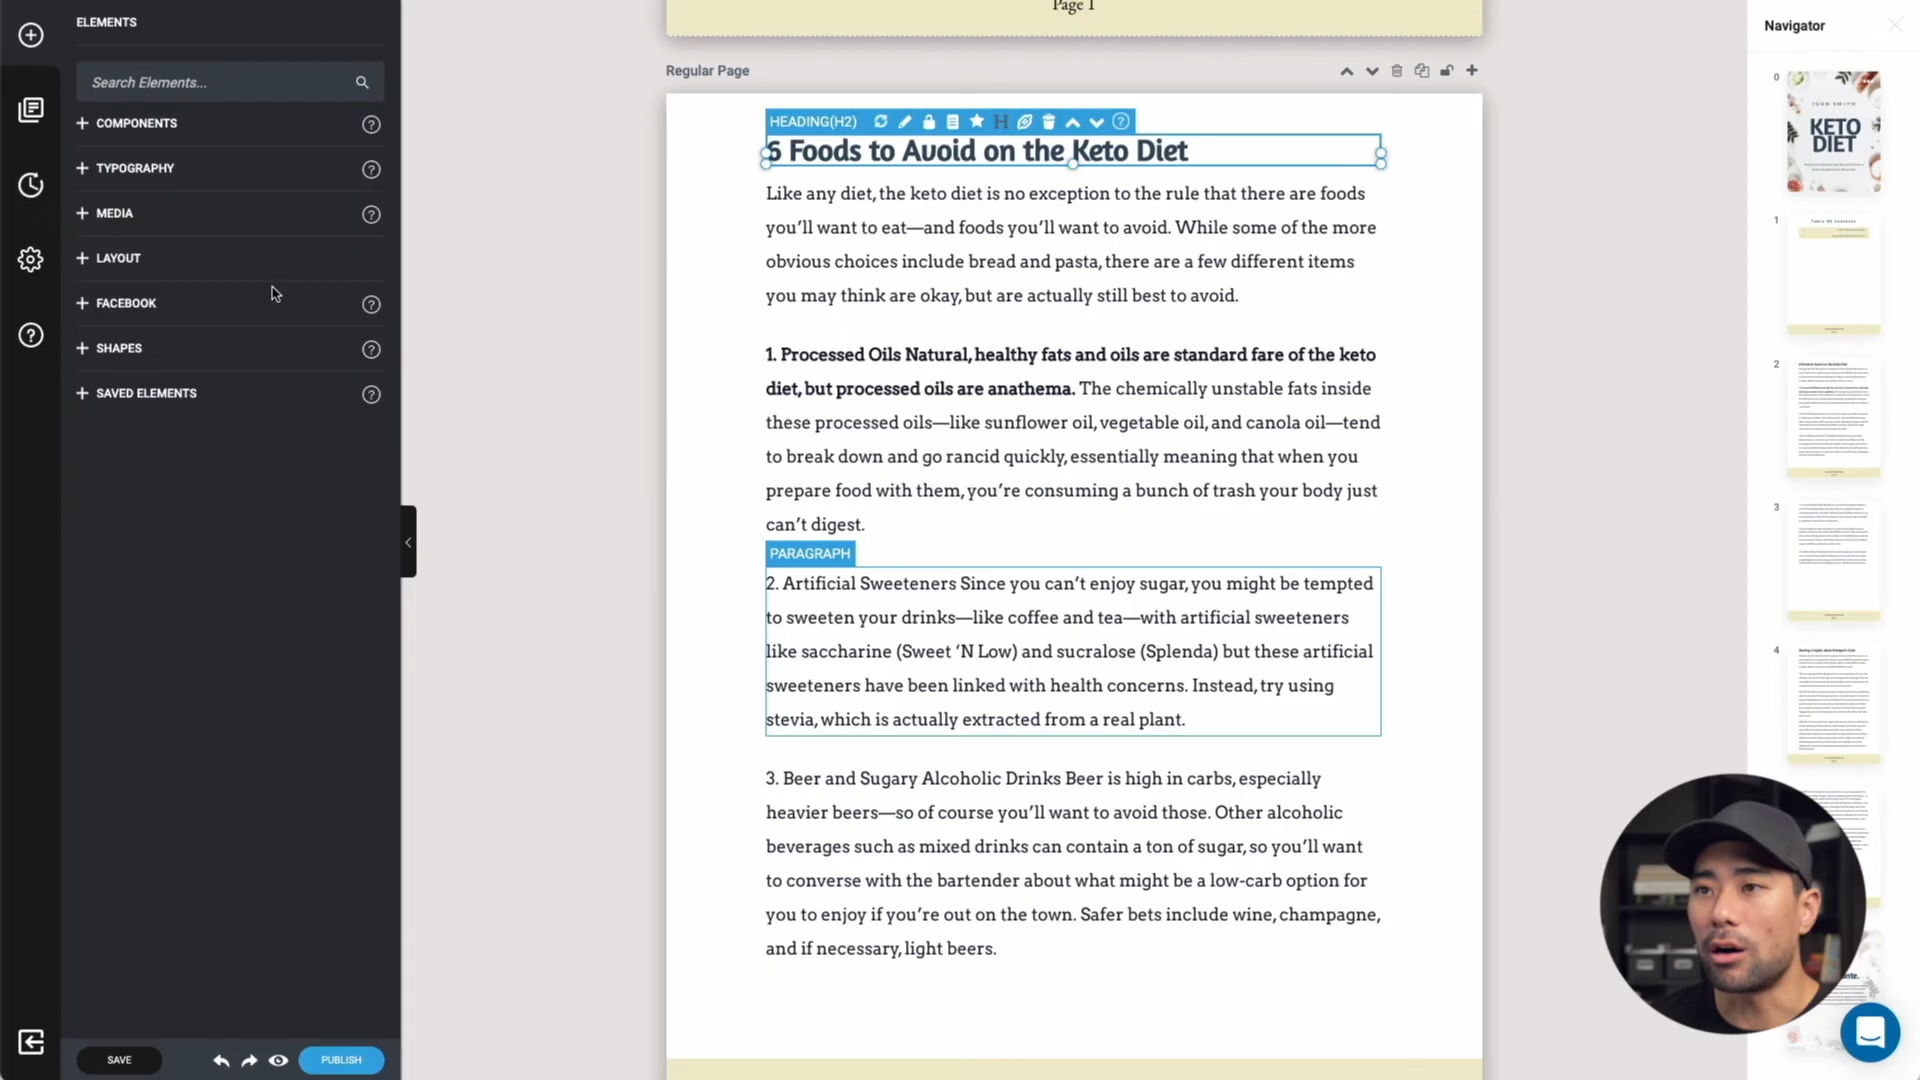 ELEMENTS
Search Elements...
COMPONENTS
TYPOGRAPHY
MEDIA
LAYOUT
FACEBOOK
SHAPES
SAVED ELEMENTS
SAVE
PUBLISH
Page 1
Regular Page
HEADING(H2)
6 Foods to Avoid on the Keto Diet
Like any diet, the keto diet is no exception to the rule that there are foods
you’ll want to eat—and foods you’ll want to avoid. While some of the more
obvious choices include bread and pasta, there are a few different items
you may think are okay, but are actually still best to avoid.
1. Processed Oils Natural, healthy fats and oils are standard fare of the keto
diet, but processed oils are anathema. The chemically unstable fats inside
these processed oils—like sunflower oil, vegetable oil, and canola oil—tend
to break down and go rancid quickly, essentially meaning that when you
prepare food with them, you’re consuming a bunch of trash your body just
can’t digest.
PARAGRAPH
2. Artificial Sweeteners Since you can’t enjoy sugar, you might be tempted
to sweeten your drinks—like coffee and tea—with artificial sweeteners
like saccharine (Sweet ‘N Low) and sucralose (Splenda) but these artificial
sweeteners have been linked with health concerns. Instead, try using
stevia, which is actually extracted from a real plant.
3. Beer and Sugary Alcoholic Drinks Beer is high in carbs, especially
heavier beers—so of course you’ll want to avoid those. Other alcoholic
beverages such as mixed drinks can contain a ton of sugar, so you’ll want
to converse with the bartender about what might be a low-carb option for
you to enjoy if you’re out on the town. Safer bets include wine, champagne,
and if necessary, light beers.
Navigator
0
JOHN SMITH
KETO
DIET
1
Table Of Contents
2
3
4